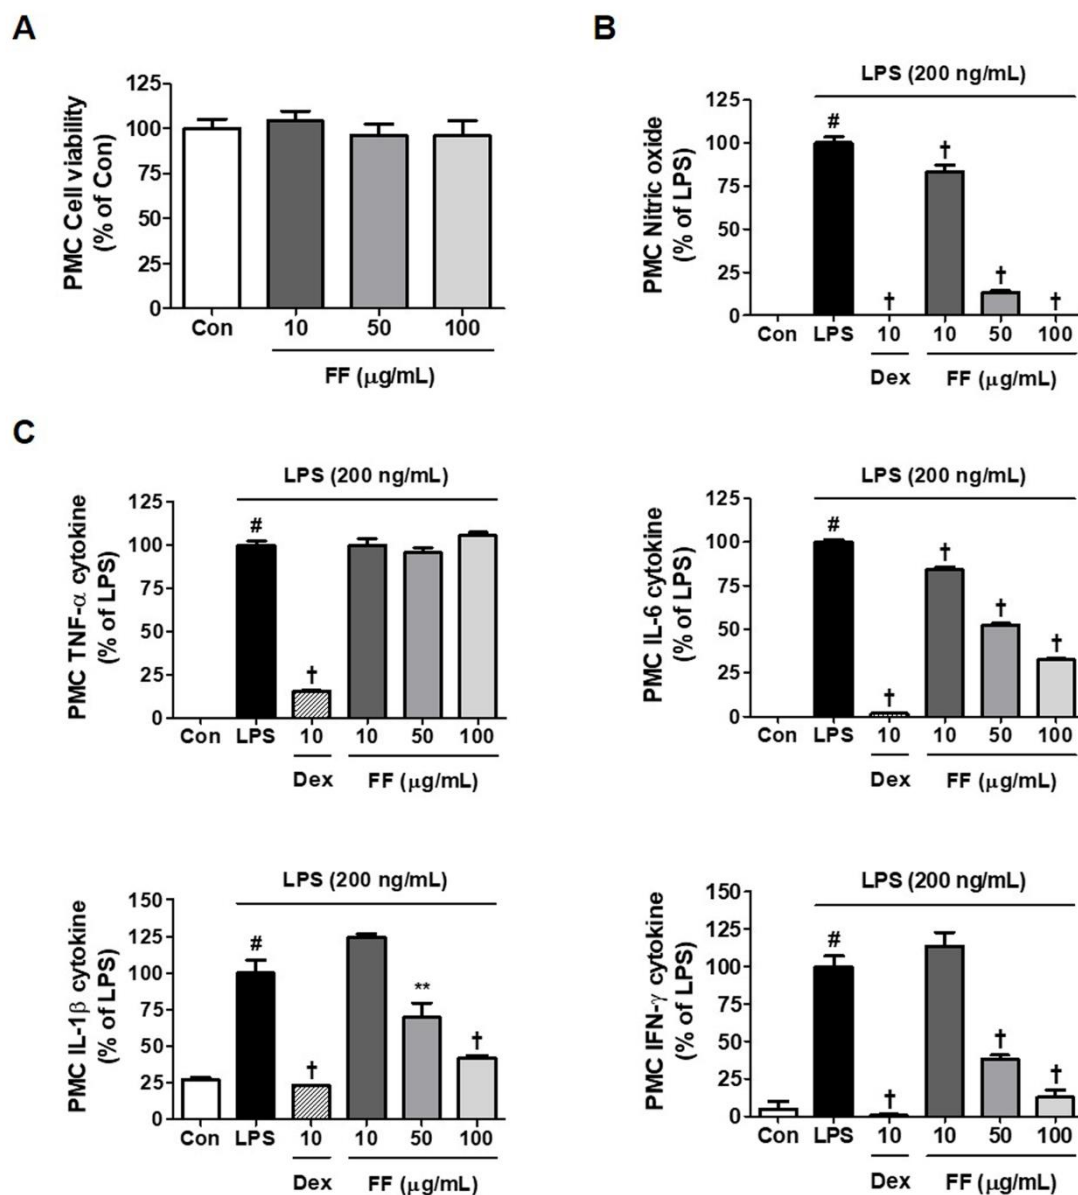 A
PMC Cell viability
(% of Con)
125
100
75
50
25
0
Con 10 50 100
FF (μg/mL)
B
LPS (200 ng/mL)
PMC Nitric oxide
(% of LPS)
125
100
75
50
25
0
#
†
†
†
†
Con LPS 10 10 50 100
Dex FF (μg/mL)
C
LPS (200 ng/mL)
PMC TNF-α cytokine
(% of LPS)
125
100
75
50
25
0
#
†
Con LPS 10 10 50 100
Dex FF (μg/mL)
LPS (200 ng/mL)
PMC IL-6 cytokine
(% of LPS)
125
100
75
50
25
0
#
†
†
†
†
Con LPS 10 10 50 100
Dex FF (μg/mL)
LPS (200 ng/mL)
PMC IL-1β cytokine
(% of LPS)
150
125
100
75
50
25
0
#
†
**
†
Con LPS 10 10 50 100
Dex FF (μg/mL)
LPS (200 ng/mL)
PMC IFN-γ cytokine
(% of LPS)
150
125
100
75
50
25
0
#
†
†
†
Con LPS 10 10 50 100
Dex FF (μg/mL)